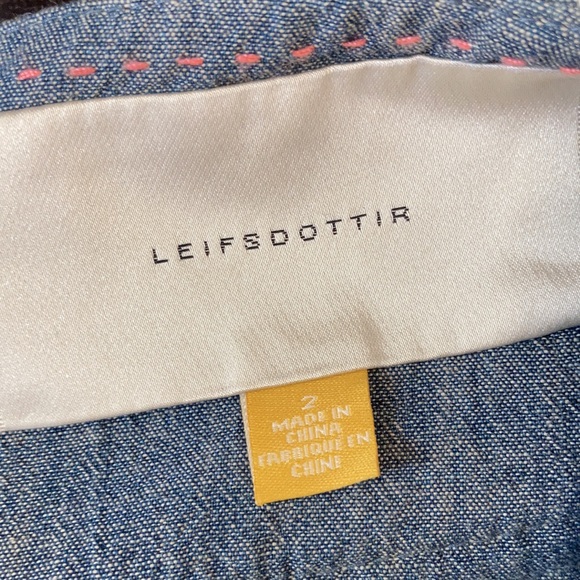 LEIFSDOTTIR
2
MADE IN
CHINA
FABRIQUE EN
CHINE